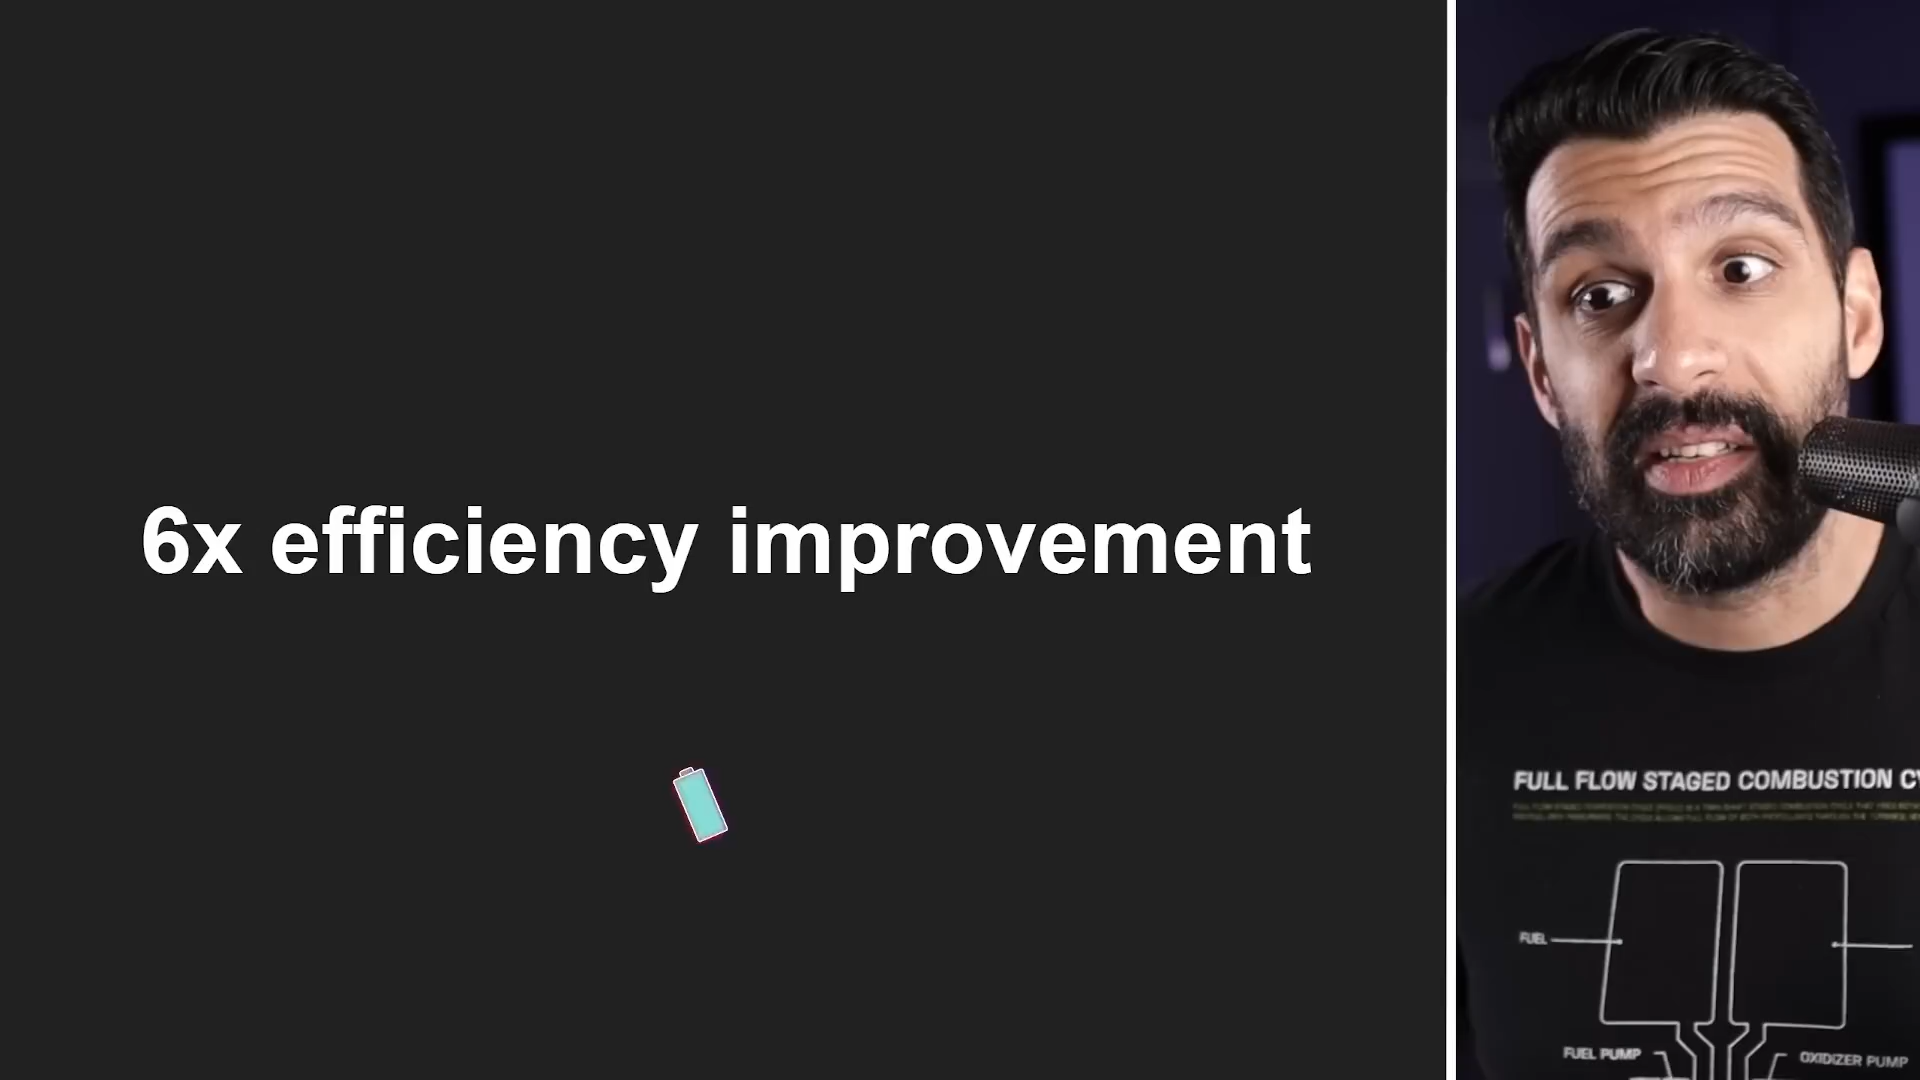 6x efficiency improvement
FULL FLOW STAGED COMBUSTION CY
FUEL
FUEL PUMP
OXIDIZER PUMP